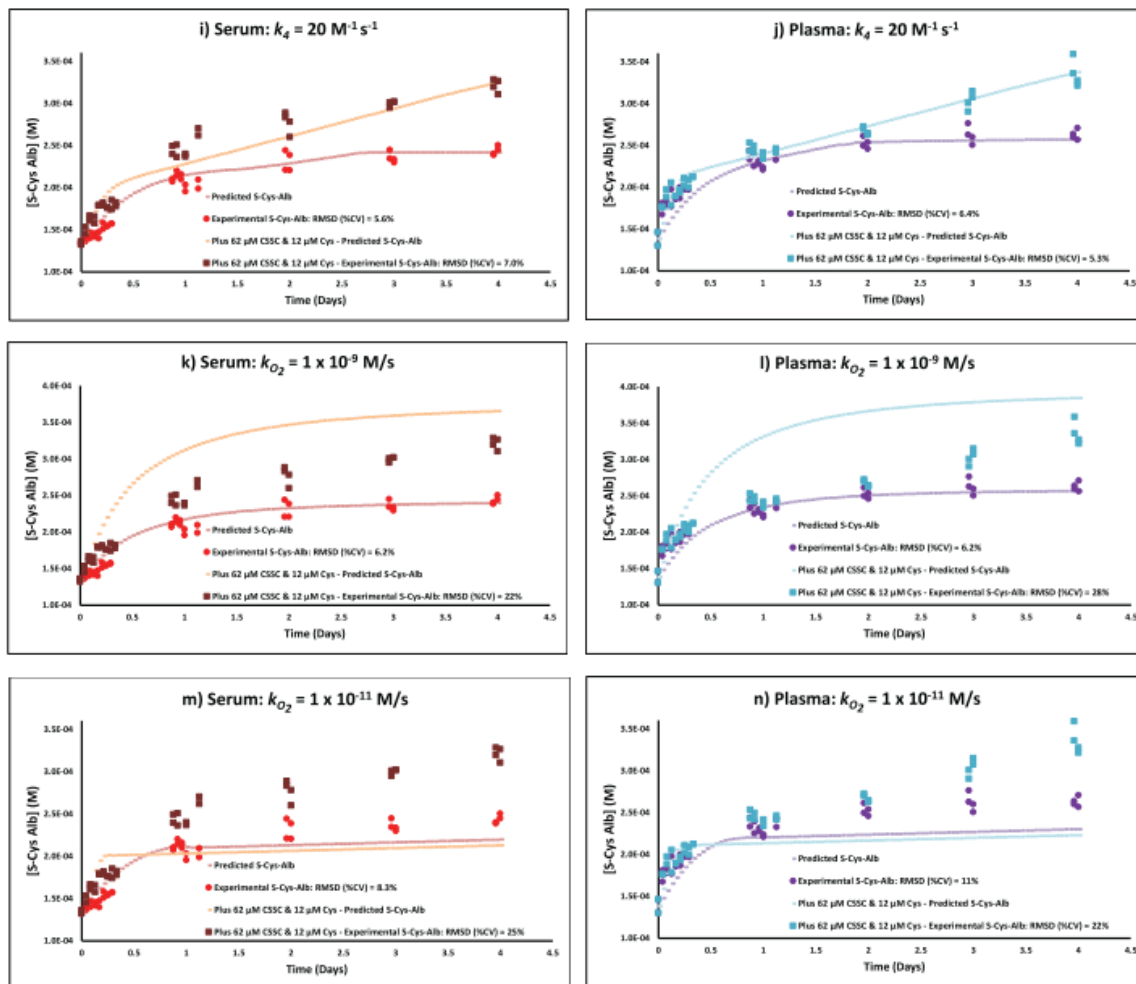 i) Serum: k4 = 20 M-1 s-1
[S-Cys Alb] (M)
3.5E-04
3.0E-04
2.5E-04
2.0E-04
1.5E-04
1.0E-04
Predicted S-Cys-Alb
Experimental S-Cys-Alb: RMSD (%CV) = 5.6%
Plus 62 µM CSSC & 12 µM Cys - Predicted S-Cys-Alb
Plus 62 µM CSSC & 12 µM Cys - Experimental S-Cys-Alb: RMSD (%CV) = 7.0%
0 0.5 1 1.5 2 2.5 3 3.5 4 4.5
Time (Days)
j) Plasma: k4 = 20 M-1 s-1
[S-Cys Alb] (M)
3.5E-04
3.0E-04
2.5E-04
2.0E-04
1.5E-04
1.0E-04
Predicted S-Cys-Alb
Experimental S-Cys-Alb: RMSD (%CV) = 6.4%
Plus 62 µM CSSC & 12 µM Cys - Predicted S-Cys-Alb
Plus 62 µM CSSC & 12 µM Cys - Experimental S-Cys-Alb: RMSD (%CV) = 5.3%
0 0.5 1 1.5 2 2.5 3 3.5 4 4.5
Time (Days)
k) Serum: kO2 = 1 x 10-9 M/s
[S-Cys Alb] (M)
4.0E-04
3.5E-04
3.0E-04
2.5E-04
2.0E-04
1.5E-04
1.0E-04
Predicted S-Cys-Alb
Experimental S-Cys-Alb: RMSD (%CV) = 6.2%
Plus 62 µM CSSC & 12 µM Cys - Predicted S-Cys-Alb
Plus 62 µM CSSC & 12 µM Cys - Experimental S-Cys-Alb: RMSD (%CV) = 22%
0 0.5 1 1.5 2 2.5 3 3.5 4 4.5
Time (Days)
l) Plasma: kO2 = 1 x 10-9 M/s
[S-Cys Alb] (M)
4.0E-04
3.5E-04
3.0E-04
2.5E-04
2.0E-04
1.5E-04
1.0E-04
Predicted S-Cys-Alb
Experimental S-Cys-Alb: RMSD (%CV) = 6.2%
Plus 62 µM CSSC & 12 µM Cys - Predicted S-Cys-Alb
Plus 62 µM CSSC & 12 µM Cys - Experimental S-Cys-Alb: RMSD (%CV) = 28%
0 0.5 1 1.5 2 2.5 3 3.5 4 4.5
Time (Days)
m) Serum: kO2 = 1 x 10-11 M/s
[S-Cys Alb] (M)
3.5E-04
3.0E-04
2.5E-04
2.0E-04
1.5E-04
1.0E-04
Predicted S-Cys-Alb
Experimental S-Cys-Alb: RMSD (%CV) = 8.3%
Plus 62 µM CSSC & 12 µM Cys - Predicted S-Cys-Alb
Plus 62 µM CSSC & 12 µM Cys - Experimental S-Cys-Alb: RMSD (%CV) = 25%
0 0.5 1 1.5 2 2.5 3 3.5 4 4.5
Time (Days)
n) Plasma: kO2 = 1 x 10-11 M/s
[S-Cys Alb] (M)
3.5E-04
3.0E-04
2.5E-04
2.0E-04
1.5E-04
1.0E-04
Predicted S-Cys-Alb
Experimental S-Cys-Alb: RMSD (%CV) = 11%
Plus 62 µM CSSC & 12 µM Cys - Predicted S-Cys-Alb
Plus 62 µM CSSC & 12 µM Cys - Experimental S-Cys-Alb: RMSD (%CV) = 22%
0 0.5 1 1.5 2 2.5 3 3.5 4 4.5
Time (Days)